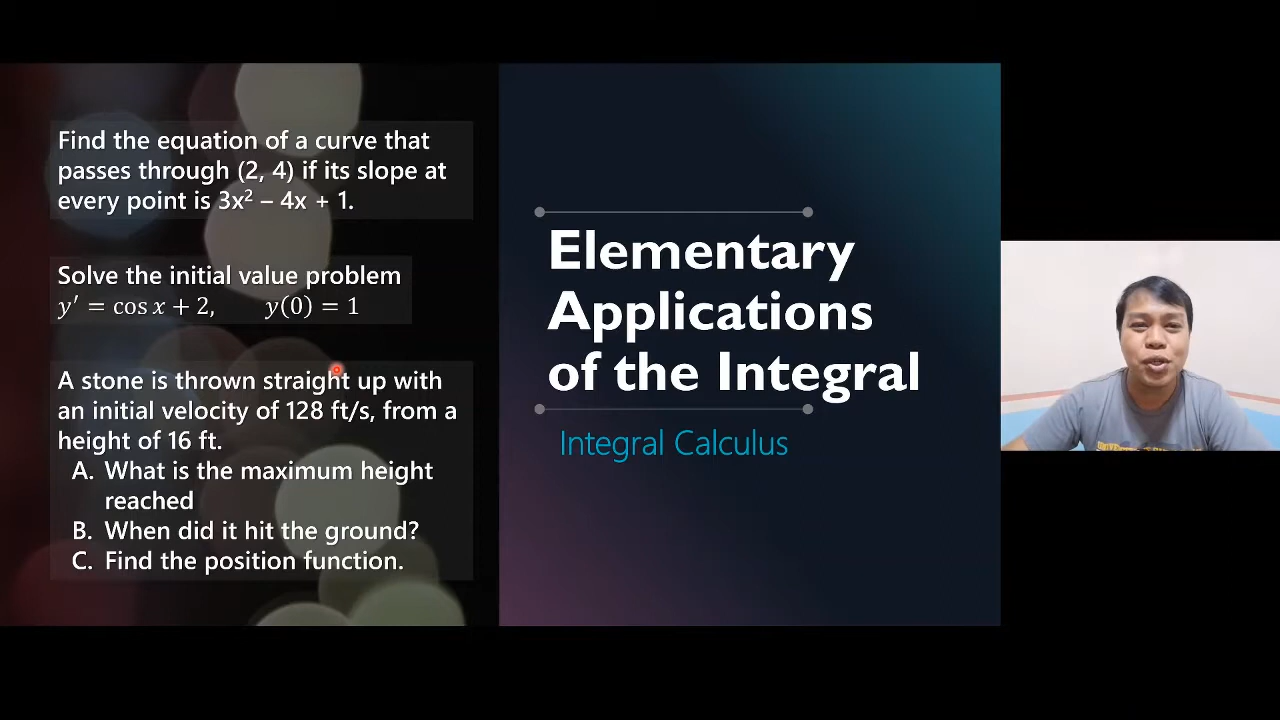 Find the equation of a curve that
passes through (2, 4) if its slope at
every point is 3x² – 4x + 1.
Solve the initial value problem
y′ = cos x + 2, y(0) = 1
A stone is thrown straight up with
an initial velocity of 128 ft/s, from a
height of 16 ft.
A. What is the maximum height
reached
B. When did it hit the ground?
C. Find the position function.
Elementary
Applications
of the Integral
Integral Calculus